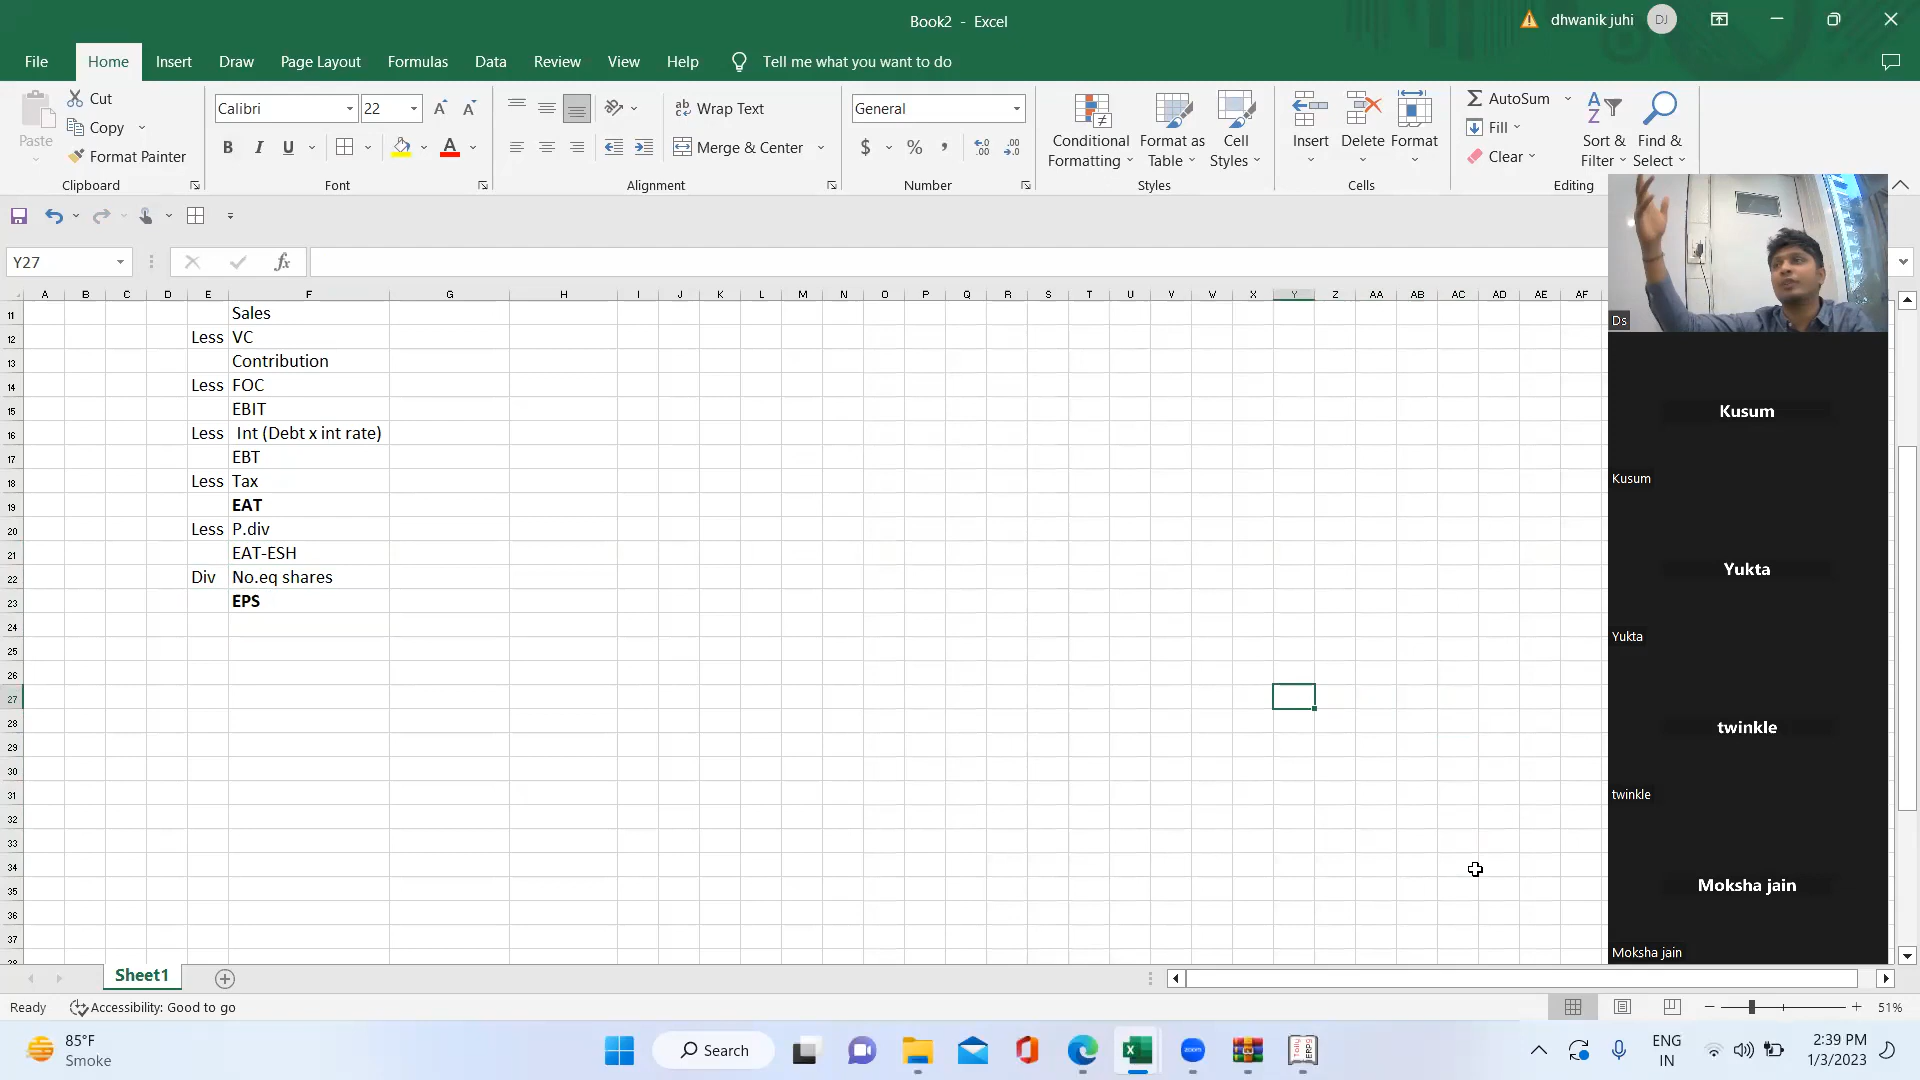 Book2 - Excel
dhwanik juhi
DJ
File Home Insert Draw Page Layout Formulas Data Review View Help Tell me what you want to do
Paste
Cut
Copy
Format Painter
Clipboard
Calibri 22
B I U
Font
Wrap Text
Merge & Center
Alignment
General
Number
Conditional Formatting
Format as Table
Cell Styles
Styles
Insert
Delete
Format
Cells
AutoSum
Fill
Clear
Sort & Filter
Find & Select
Editing
Y27
fx
A B C D E F G H I J K L M N O P Q R S T U V W X Y Z AA AB AC AD AE AF
11 Sales
12 Less VC
13 Contribution
14 Less FOC
15 EBIT
16 Less Int (Debt x int rate)
17 EBT
18 Less Tax
19 EAT
20 Less P.div
21 EAT-ESH
22 Div No.eq shares
23 EPS
24
25
26
27
28
29
30
31
32
33
34
35
36
37
38
Ds
Kusum
Kusum
Yukta
Yukta
twinkle
twinkle
Moksha jain
Moksha jain
Sheet1
Ready
Accessibility: Good to go
51%
85°F
Smoke
Search
zoom
Tally
ERP9
ENG
IN
2:39 PM
1/3/2023